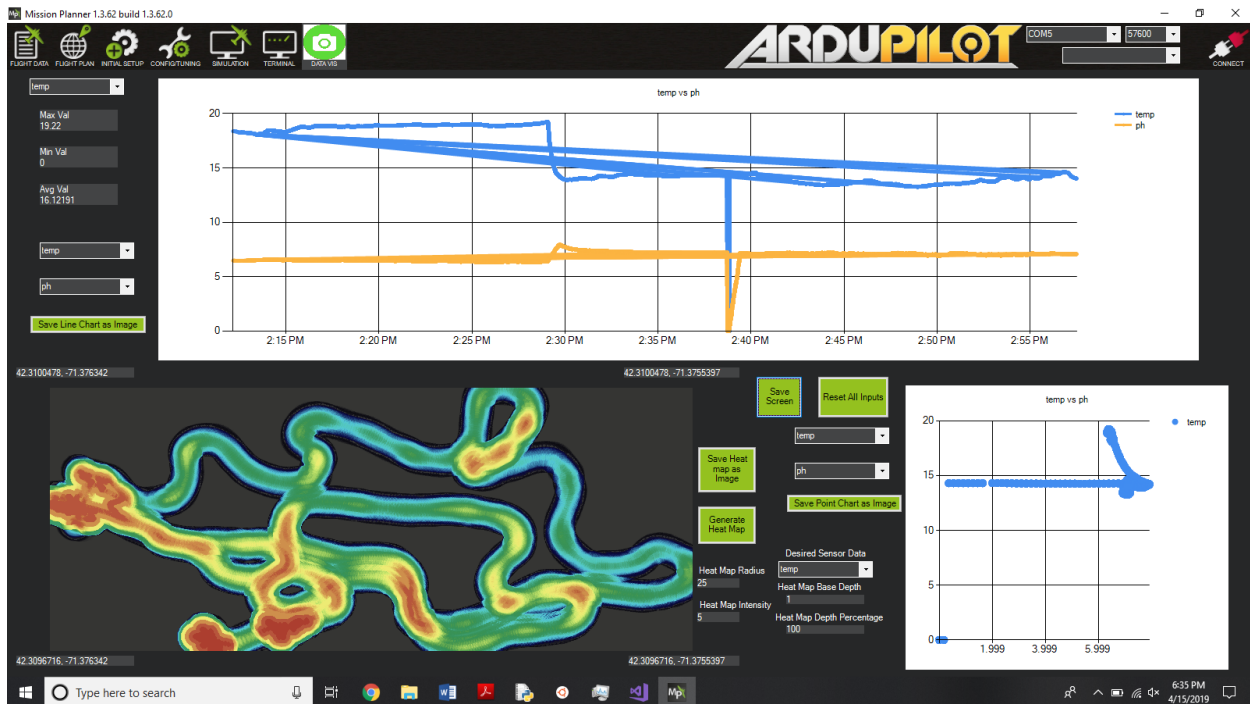 Mission Planner 1.3.62 build 1.3.62.0
FLIGHT DATA FLIGHT PLAN INITIAL SETUP CONFIG/TUNING SIMULATION TERMINAL DATA VIS
ARDUPILOT
COM5 57600
CONNECT
temp
Max Val
19.22
Min Val
0
Avg Val
16.12191
temp
ph
Save Line Chart as Image
temp vs ph
20
15
10
5
0
2:15 PM 2:20 PM 2:25 PM 2:30 PM 2:35 PM 2:40 PM 2:45 PM 2:50 PM 2:55 PM
temp
ph
42.3100478, -71.376342
42.3100478, -71.3755397
42.3096716, -71.376342
42.3096716, -71.3755397
Save
Screen
Reset All Inputs
temp
ph
Save Heat
map as
Image
Save Point Chart as Image
Generate
Heat Map
Desired Sensor Data
temp
Heat Map Radius
25
Heat Map Base Depth
1
Heat Map Intensity
5
Heat Map Depth Percentage
100
temp vs ph
20
15
10
5
0
1.999 3.999 5.999
temp
Type here to search
Mp
6:35 PM
4/15/2019